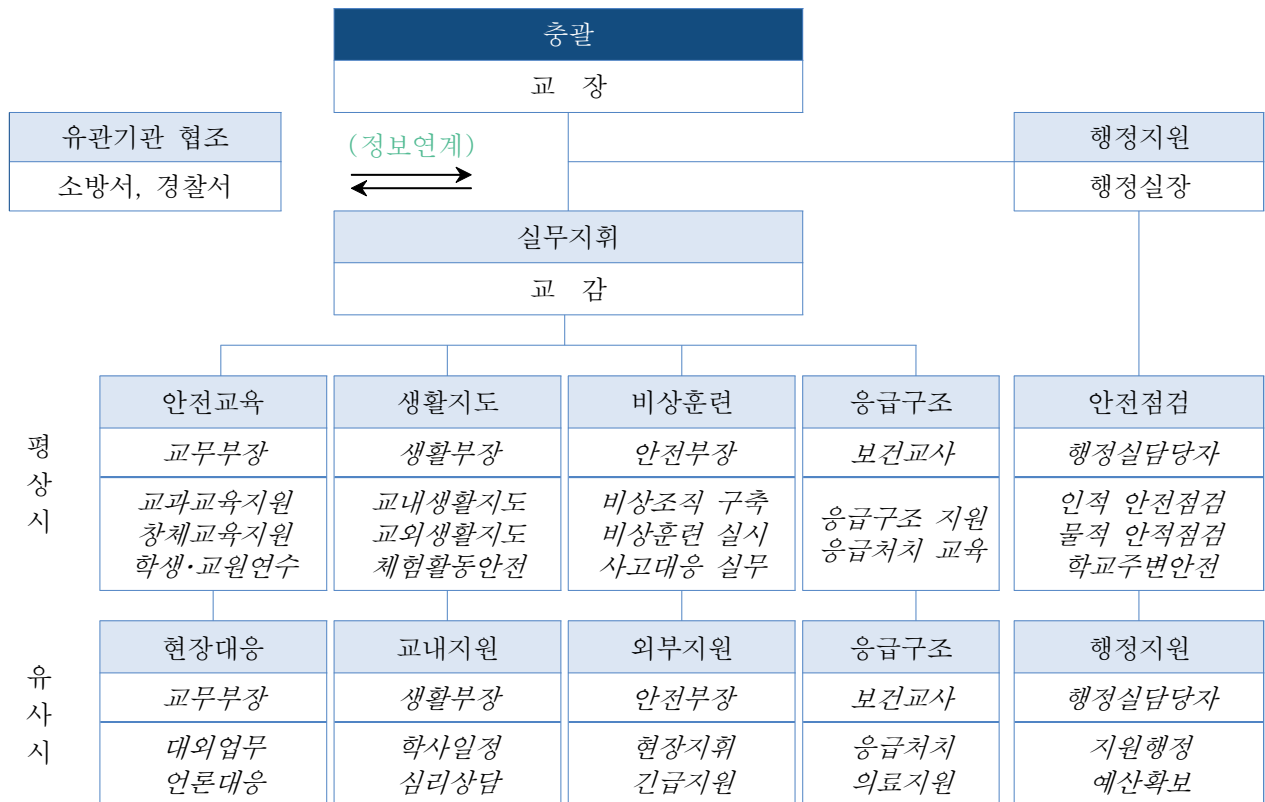 총괄
교 장
유관기관 협조
소방서, 경찰서
(정보연계)
행정지원
행정실장
실무지휘
교 감
평상시
안전교육
교무부장
교과교육지원
창체교육지원
학생·교원연수
생활지도
생활부장
교내생활지도
교외생활지도
체험활동안전
비상훈련
안전부장
비상조직 구축
비상훈련 실시
사고대응 실무
응급구조
보건교사
응급구조 지원
응급처치 교육
안전점검
행정실담당자
인적 안전점검
물적 안적점검
학교주변안전
유사시
현장대응
교무부장
대외업무
언론대응
교내지원
생활부장
학사일정
심리상담
외부지원
안전부장
현장지휘
긴급지원
응급구조
보건교사
응급처치
의료지원
행정지원
행정실담당자
지원행정
예산확보